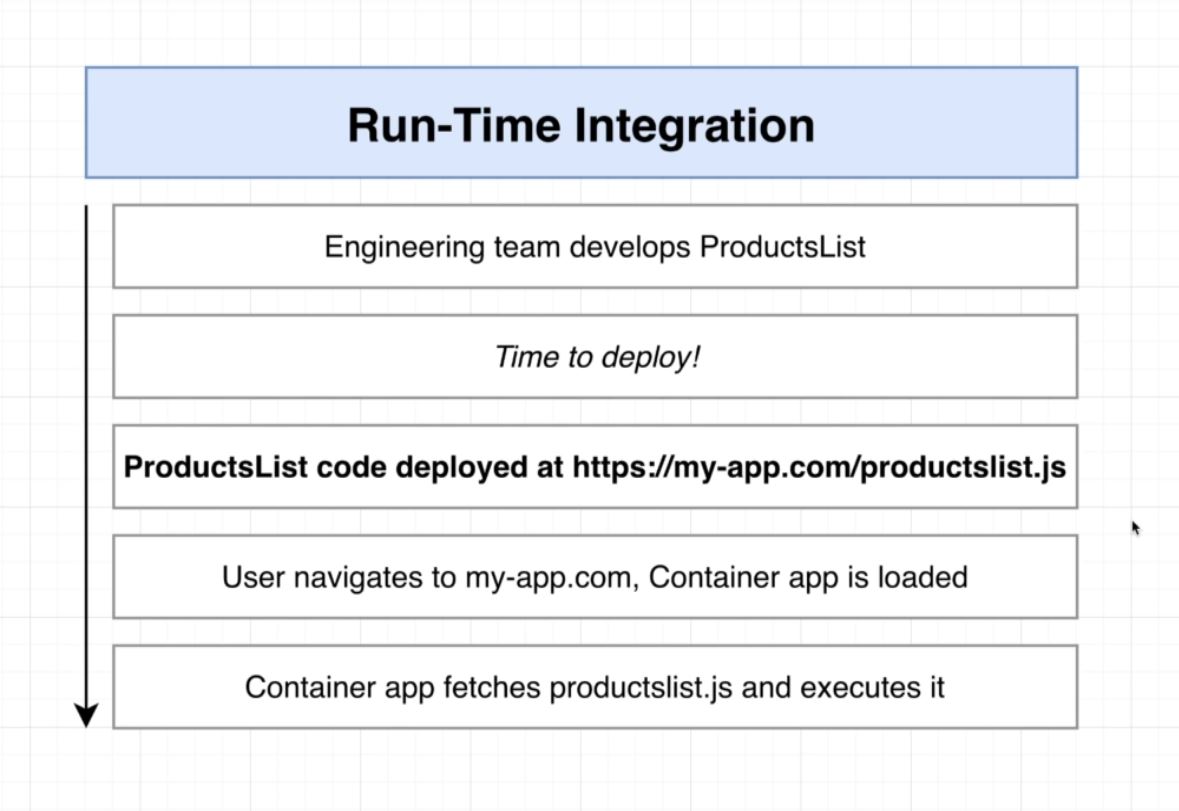 Run-Time Integration
Engineering team develops ProductsList
Time to deploy!
ProductsList code deployed at https://my-app.com/productslist.js
User navigates to my-app.com, Container app is loaded
Container app fetches productslist.js and executes it